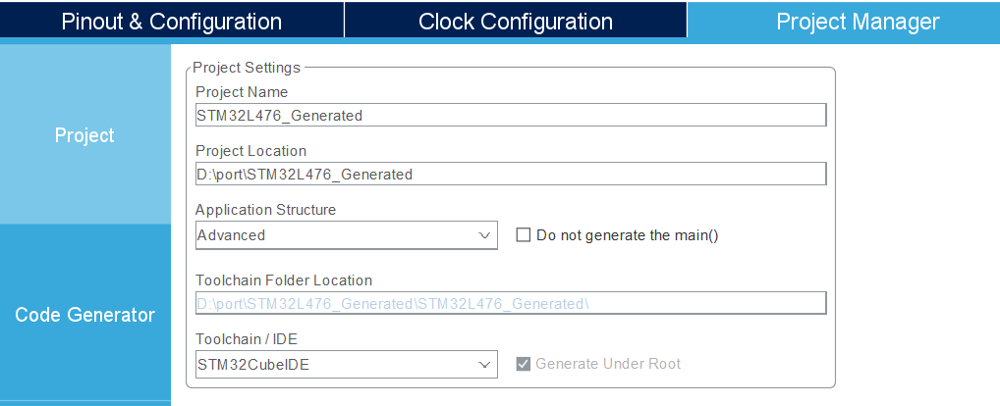 Pinout & Configuration
Clock Configuration
Project Manager
Project
Code Generator
Project Settings
Project Name
STM32L476_Generated
Project Location
D:\port\STM32L476_Generated
Application Structure
Advanced
Do not generate the main()
Toolchain Folder Location
D:\port\STM32L476_Generated\STM32L476_Generated\
Toolchain / IDE
STM32CubeIDE
Generate Under Root